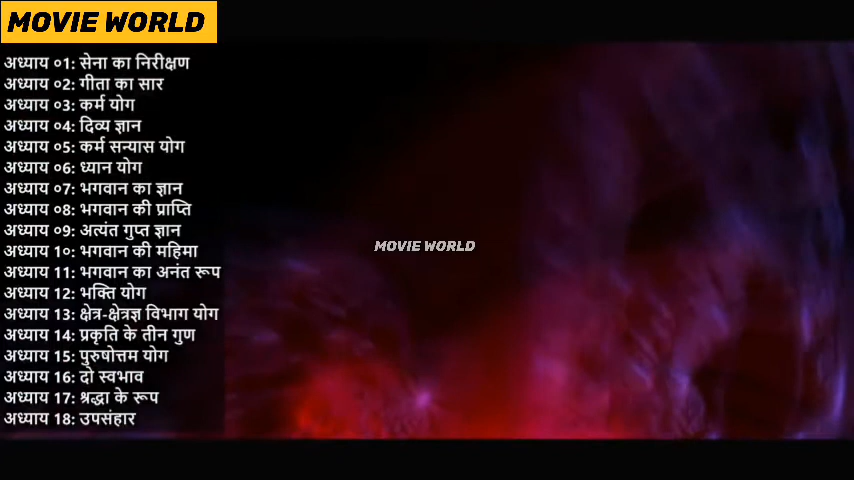 MOVIE WORLD
अध्याय ०1: सेना का निरीक्षण
अध्याय ०2: गीता का सार
अध्याय ०3: कर्म योग
अध्याय ०4: दिव्य ज्ञान
अध्याय ०5: कर्म सन्यास योग
अध्याय ०6: ध्यान योग
अध्याय ०7: भगवान का ज्ञान
अध्याय ०8: भगवान की प्राप्ति
अध्याय ०9: अत्यंत गुप्त ज्ञान
अध्याय 1०: भगवान की महिमा
अध्याय 11: भगवान का अनंत रूप
अध्याय 12: भक्ति योग
अध्याय 13: क्षेत्र-क्षेत्रज्ञ विभाग योग
अध्याय 14: प्रकृति के तीन गुण
अध्याय 15: पुरुषोत्तम योग
अध्याय 16: दो स्वभाव
अध्याय 17: श्रद्धा के रूप
अध्याय 18: उपसंहार
MOVIE WORLD